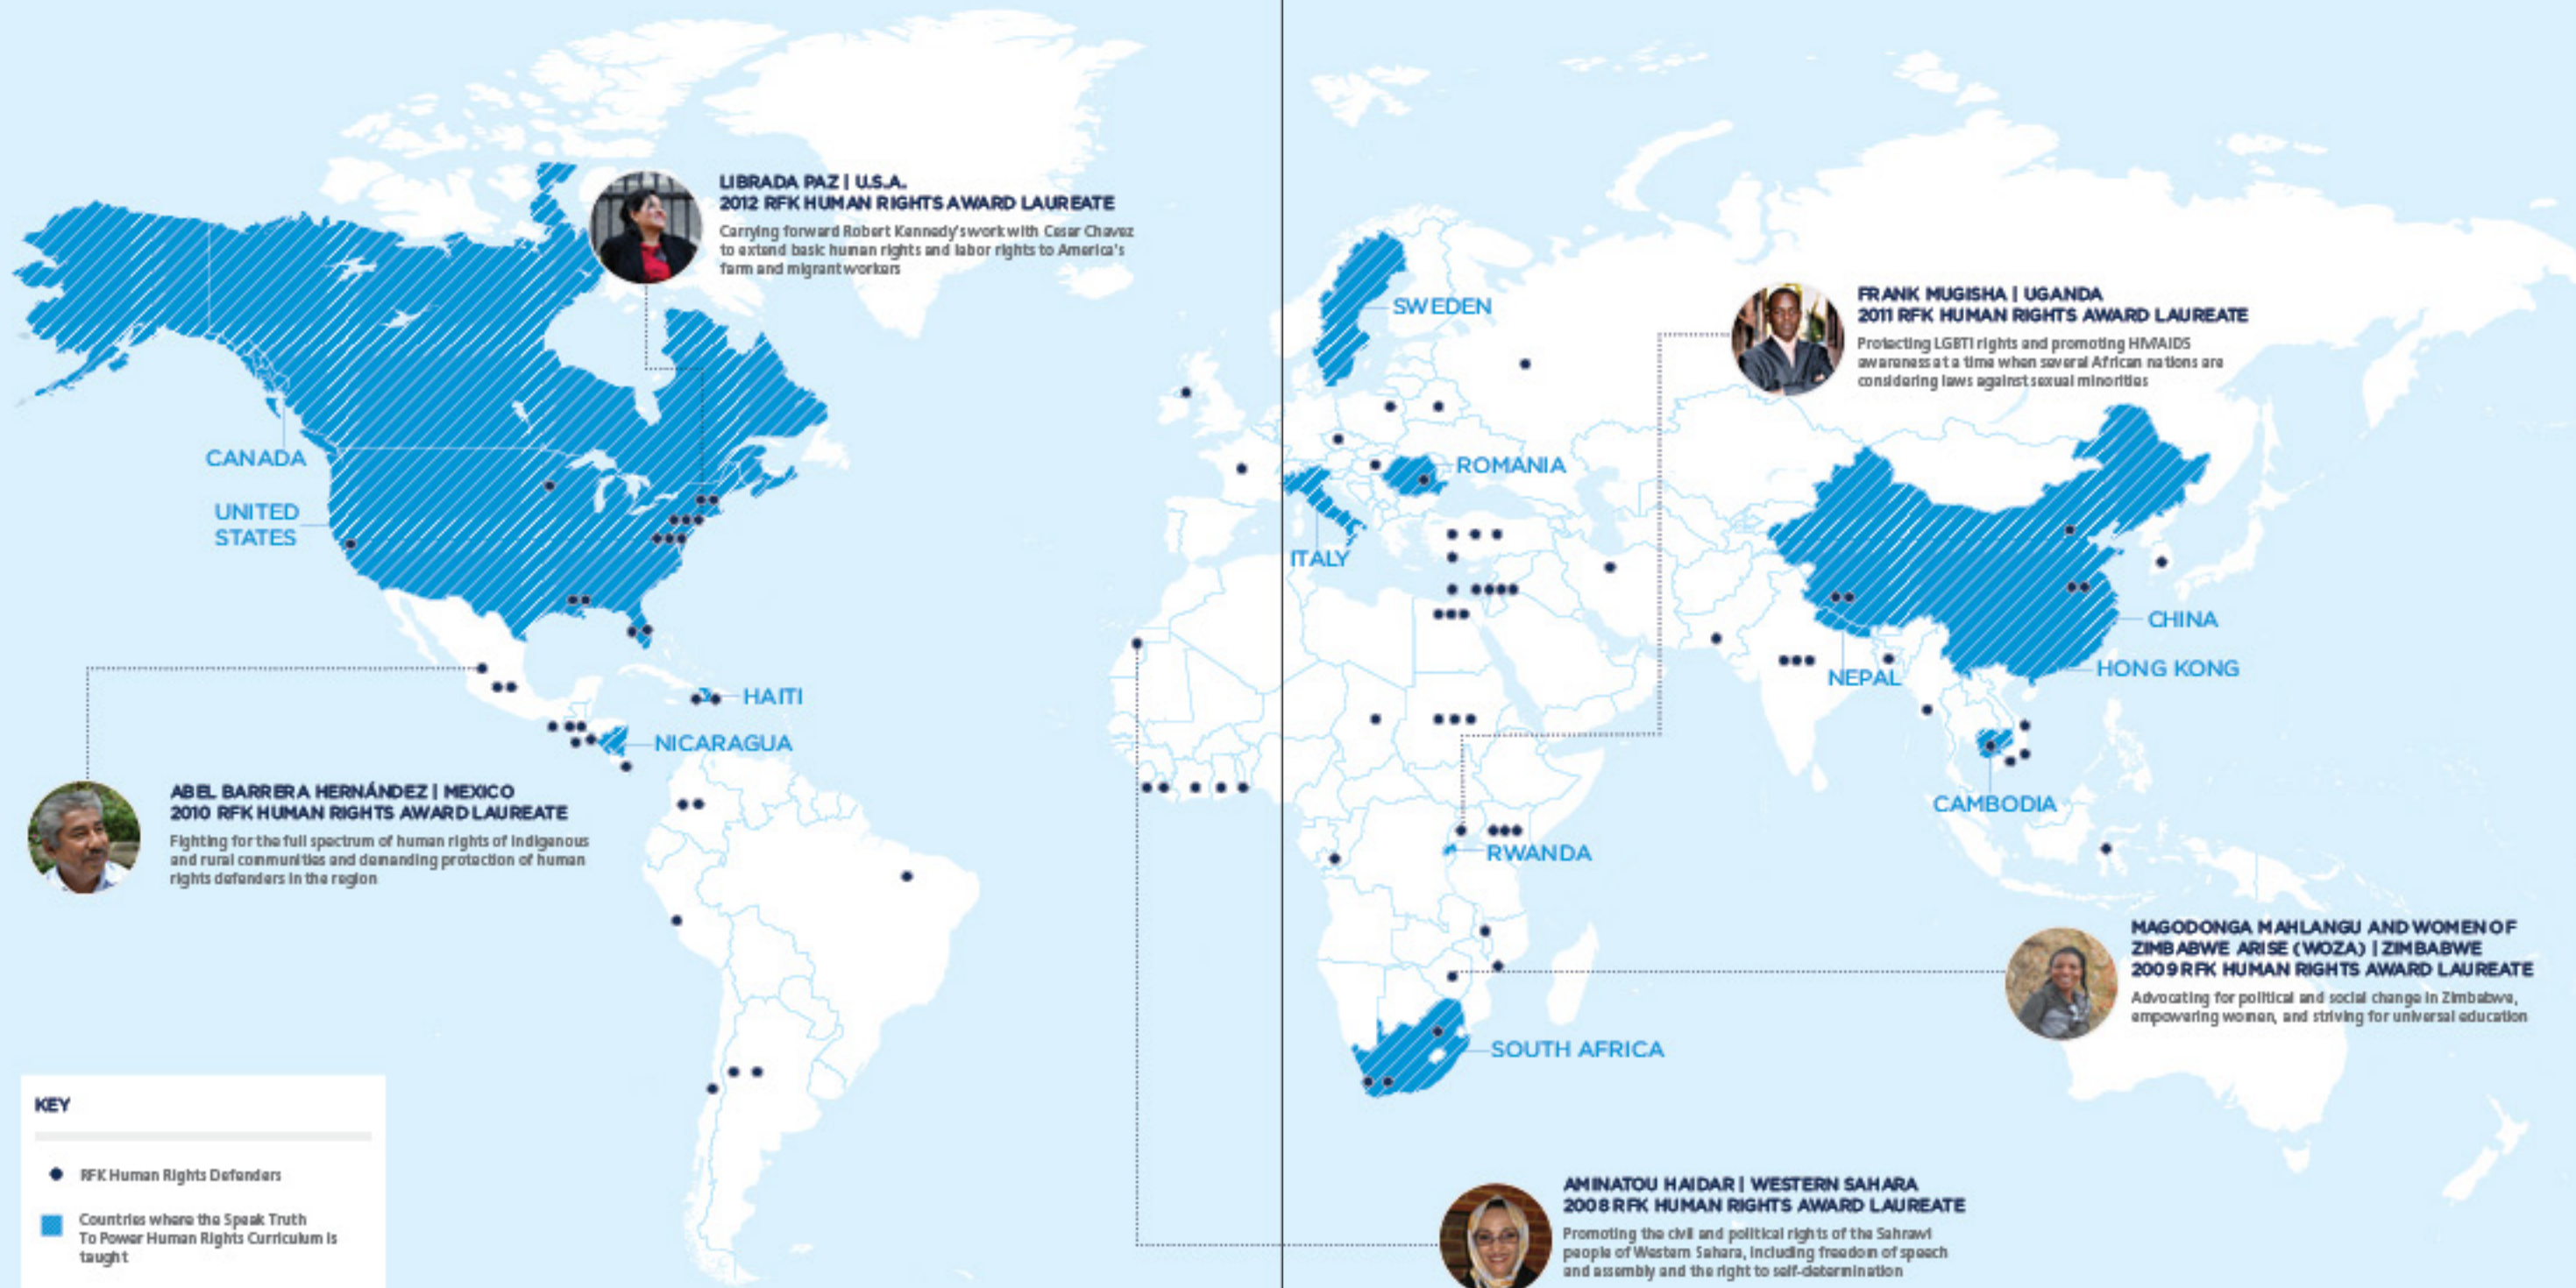 LIBRADA PAZ | U.S.A.
2012 RFK HUMAN RIGHTS AWARD LAUREATE
Carrying forward Robert Kennedy's work with Cesar Chavez
to extend basic human rights and labor rights to America's
farm and migrant workers
FRANK MUGISHA | UGANDA
2011 RFK HUMAN RIGHTS AWARD LAUREATE
Protecting LGBTI rights and promoting HIV/AIDS
awareness at a time when several African nations are
considering laws against sexual minorities
SWEDEN
CANADA
ROMANIA
UNITED
STATES
ITALY
CHINA
HONG KONG
NEPAL
HAITI
NICARAGUA
CAMBODIA
RWANDA
ABEL BARRERA HERNÁNDEZ | MEXICO
2010 RFK HUMAN RIGHTS AWARD LAUREATE
Fighting for the full spectrum of human rights of indigenous
and rural communities and demanding protection of human
rights defenders in the region
MAGODONGA MAHLANGU AND WOMEN OF
ZIMBABWE ARISE (WOZA) | ZIMBABWE
2009 RFK HUMAN RIGHTS AWARD LAUREATE
Advocating for political and social change in Zimbabwe,
empowering women, and striving for universal education
SOUTH AFRICA
KEY
RFK Human Rights Defenders
Countries where the Speak Truth
To Power Human Rights Curriculum is
taught
AMINATOU HAIDAR | WESTERN SAHARA
2008 RFK HUMAN RIGHTS AWARD LAUREATE
Promoting the civil and political rights of the Sahrawi
people of Western Sahara, including freedom of speech
and assembly and the right to self-determination